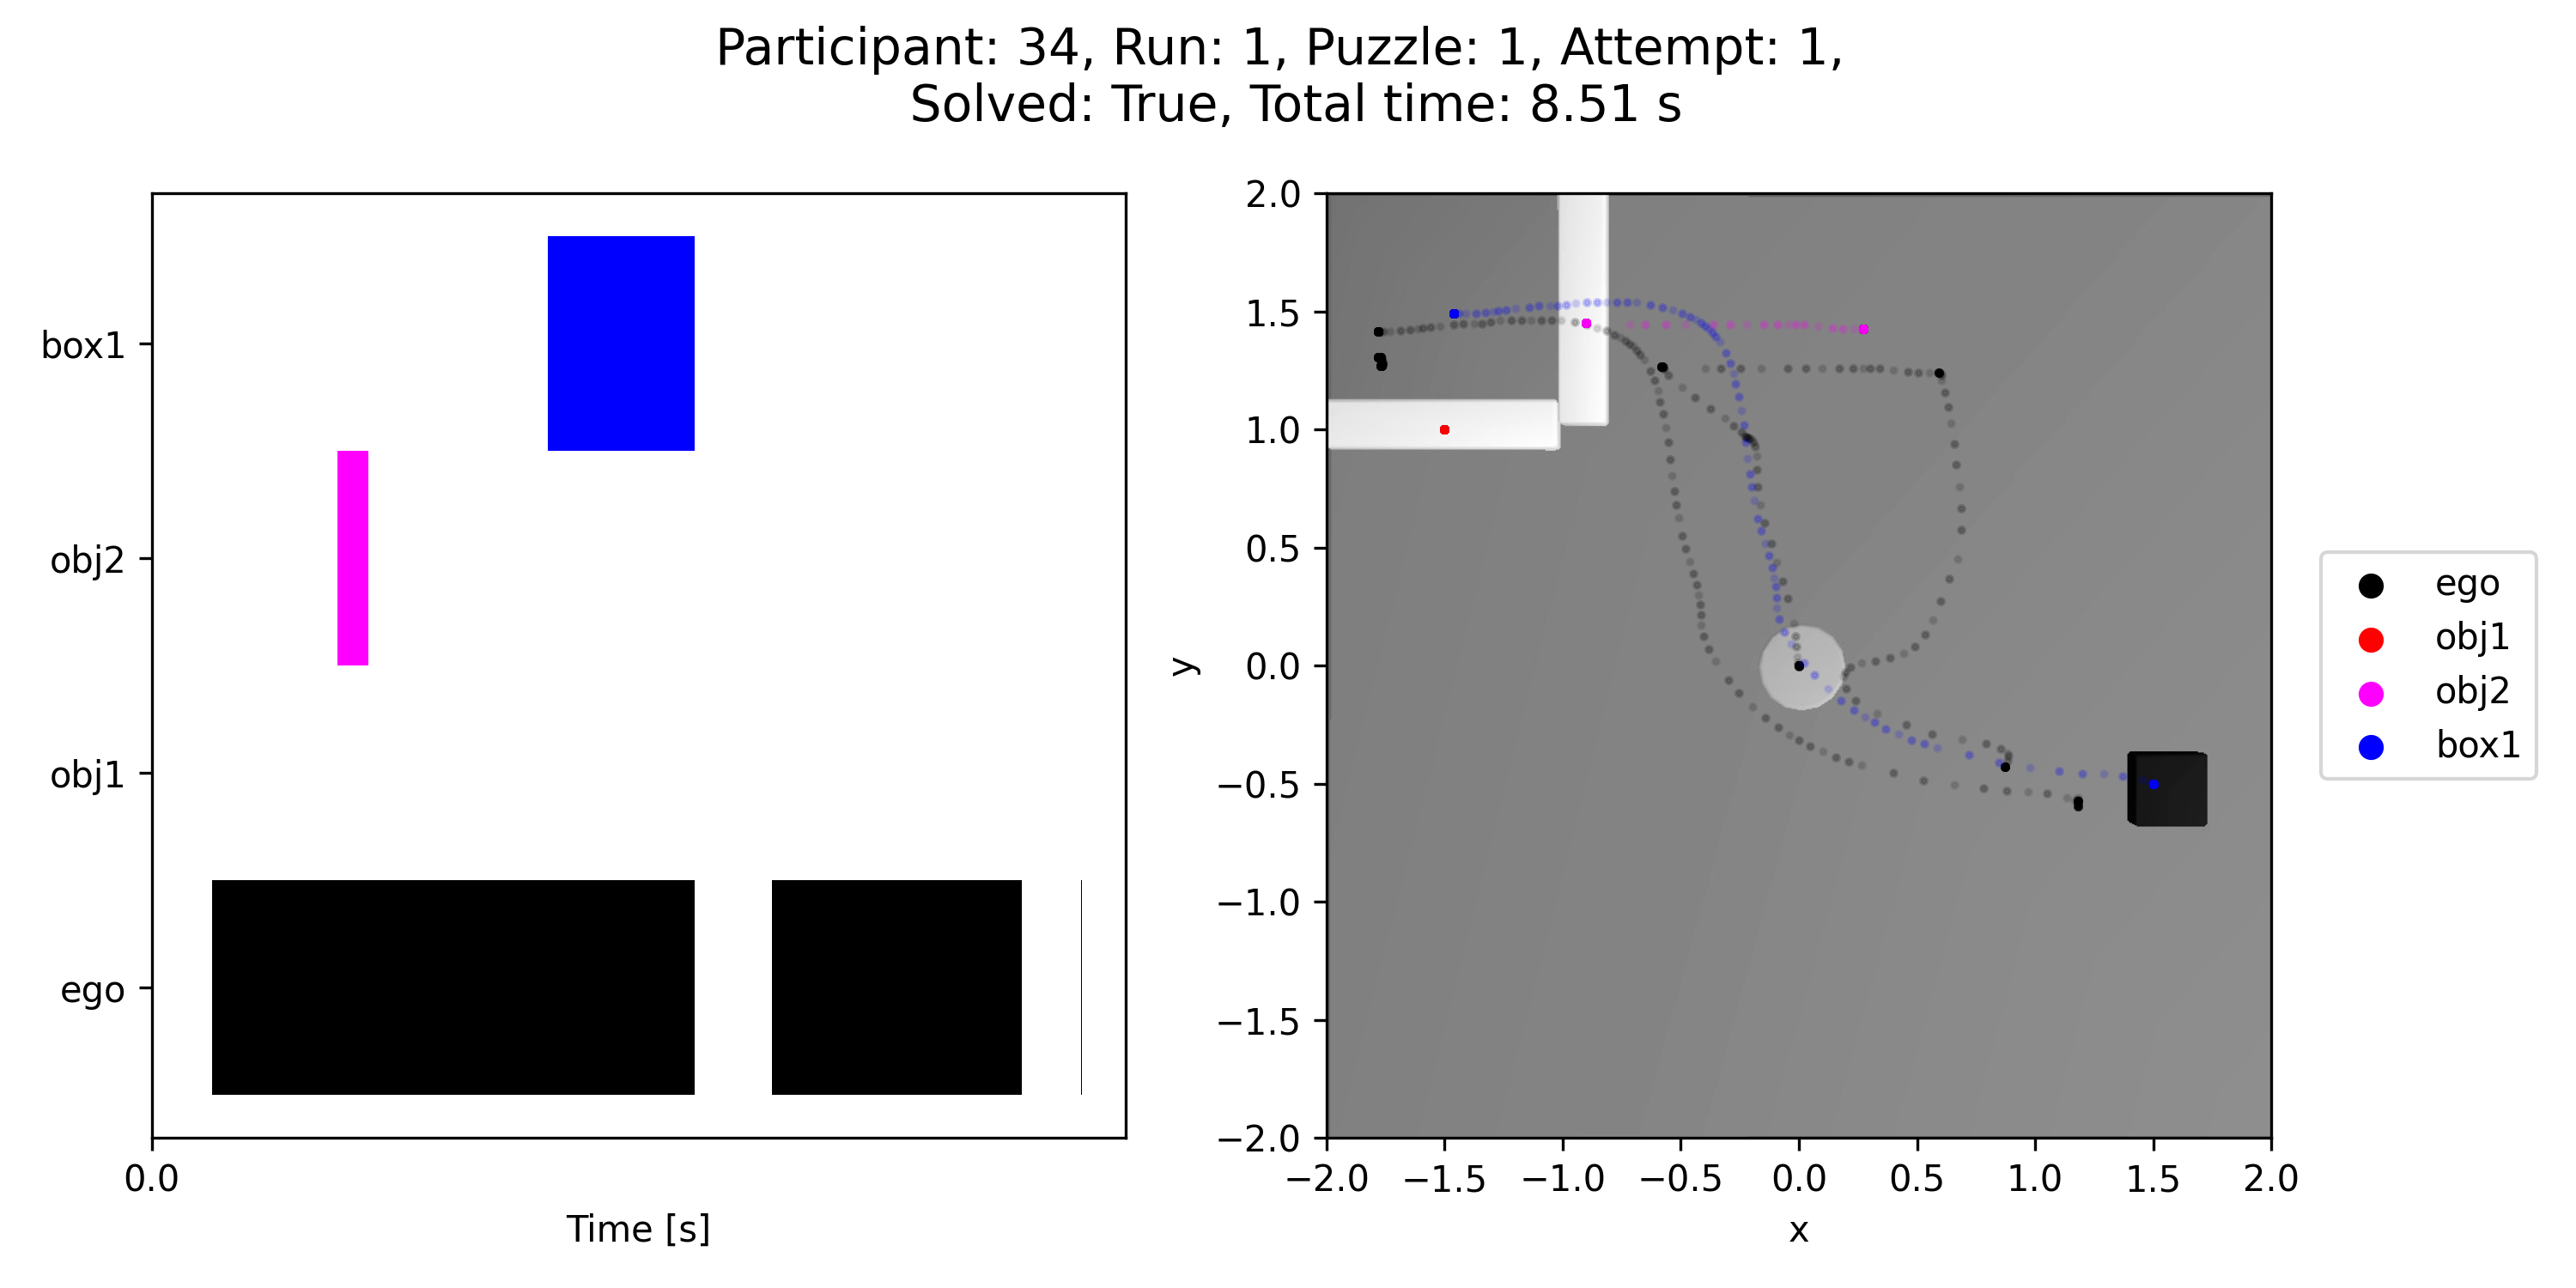 Participant: 34, Run: 1, Puzzle: 1, Attempt: 1,
Solved: True, Total time: 8.51 s
box1
obj2
obj1
ego
0.0
Time [s]
2.0
1.5
1.0
0.5
0.0
−0.5
−1.0
−1.5
−2.0
y
−2.0 −1.5 −1.0 −0.5 0.0 0.5 1.0 1.5 2.0
x
ego
obj1
obj2
box1